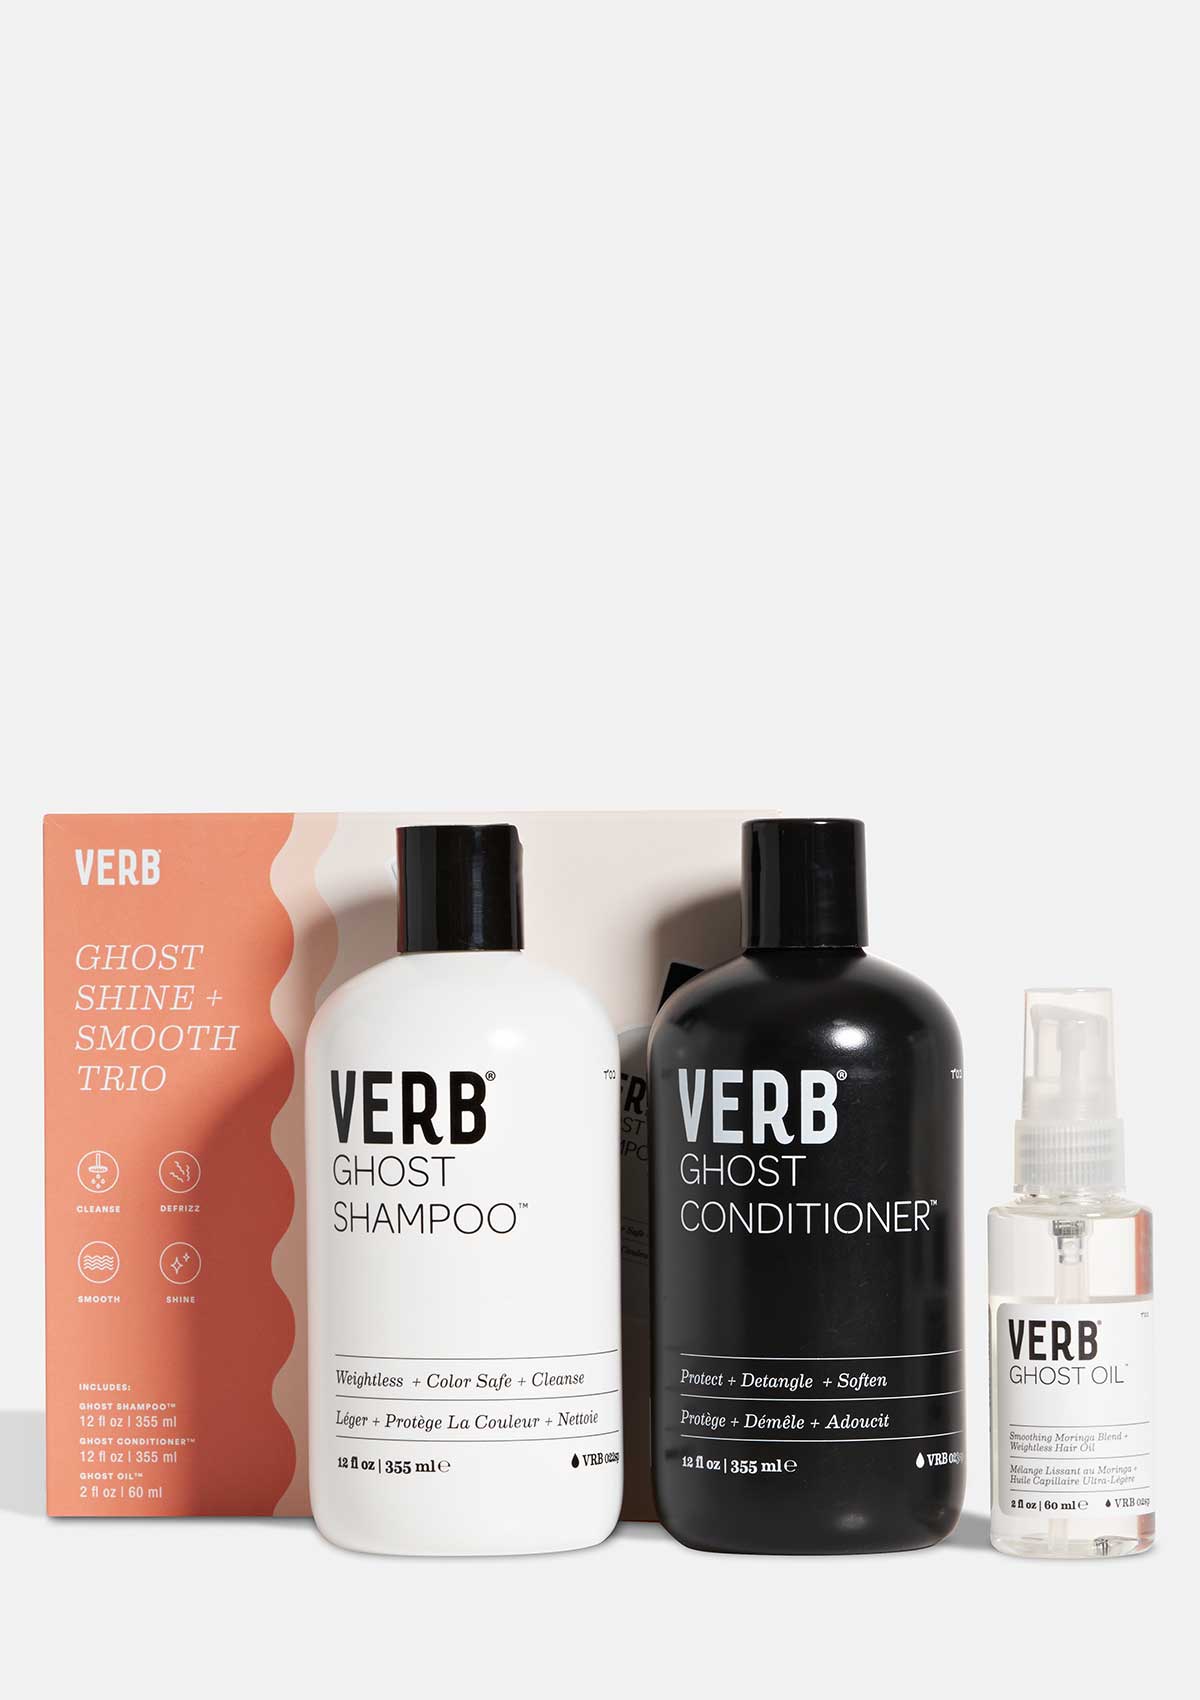 VERB
GHOST
SHINE +
SMOOTH
TRIO
CLEANSE
DEFRIZZ
SMOOTH
SHINE
INCLUDES:
GHOST SHAMPOO™
12 fl oz | 355 ml
GHOST CONDITIONER™
12 fl oz | 355 ml
GHOST OIL™
2 fl oz | 60 ml
VERB®
GHOST
SHAMPOO™
Weightless + Color Safe + Cleanse
Léger + Protège La Couleur + Nettoie
12 fl oz | 355 ml ℮
VRB
VERB®
GHOST
CONDITIONER™
Protect + Detangle + Soften
Protège + Démêle + Adoucit
12 fl oz | 355 ml ℮
VRB
VERB®
GHOST OIL™
Smoothing Moringa Blend +
Weightless Hair Oil
Mélange Lissant au Moringa +
Huile Capillaire Ultra-Légère
2 fl oz | 60 ml ℮ VRB